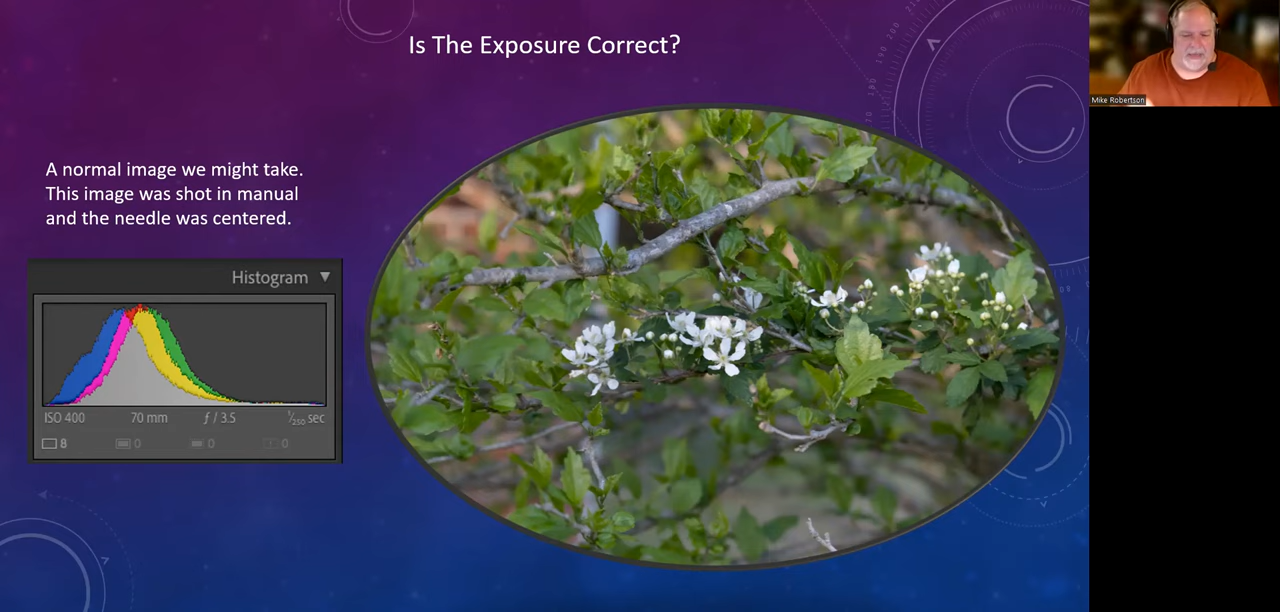 Is The Exposure Correct?
Mike Robertson
A normal image we might take.
This image was shot in manual
and the needle was centered.
Histogram
ISO 400 70 mm ƒ / 3.5 1/250 sec
8 0 0 0